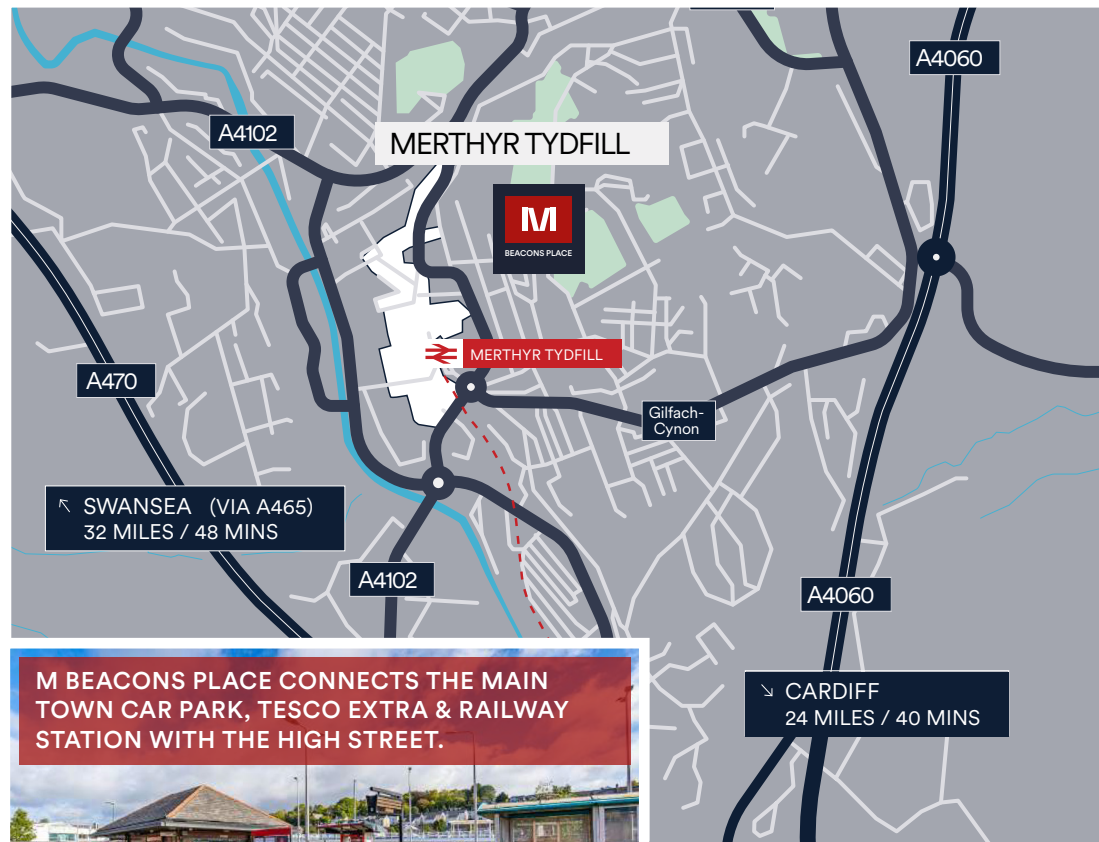 A4060
A4102
MERTHYR TYDFILL
M
BEACONS PLACE
MERTHYR TYDFILL
A470
Gilfach-
Cynon
↖ SWANSEA (VIA A465)
32 MILES / 48 MINS
A4102
A4060
↘ CARDIFF
24 MILES / 40 MINS
M BEACONS PLACE CONNECTS THE MAIN
TOWN CAR PARK, TESCO EXTRA & RAILWAY
STATION WITH THE HIGH STREET.